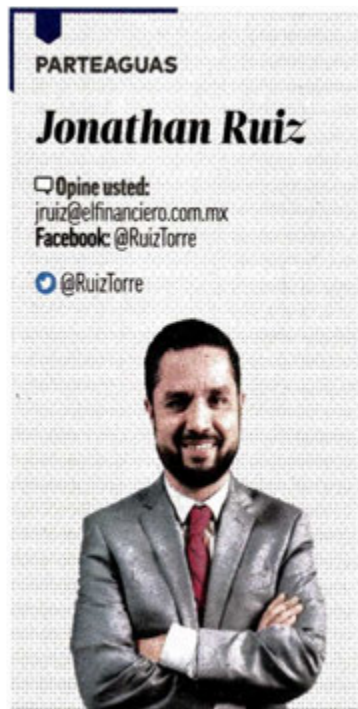 PARTEAGUAS
Jonathan Ruiz
Opine usted:
jruiz@elfinanciero.com.mx
Facebook: @RuizTorre
@RuizTorre